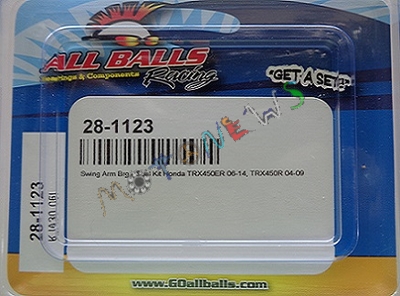 ALL BALLS
Bearings & Components
Racing
"GET A SET!"
28-1123
Swing Arm Brg - Seal Kit Honda TRX450ER 06-14, TRX450R 04-09
MOTONEWS
28-1123
www.60allballs.com